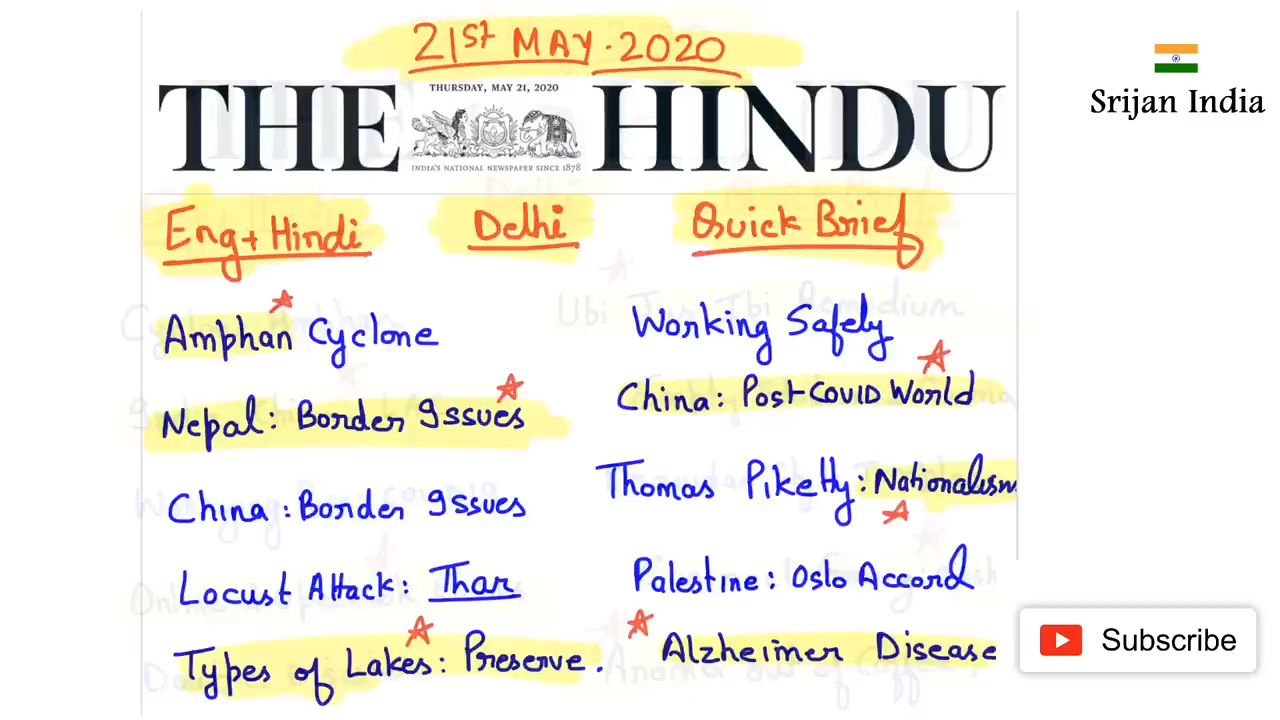 21st MAY. 2020
THE HINDU
THURSDAY, MAY 21, 2020
INDIA'S NATIONAL NEWSPAPER SINCE 1878
Srijan India
Eng + Hindi
Delhi
Quick Brief
Amphan Cyclone
Nepal: Border Issues
China: Border Issues
Locust Attack: Thar
Types of Lakes: Preserve.
Working Safely
China: Post-COVID World
Thomas Piketty: Nationalism
Palestine: Oslo Accord
Alzheimer Disease
Subscribe